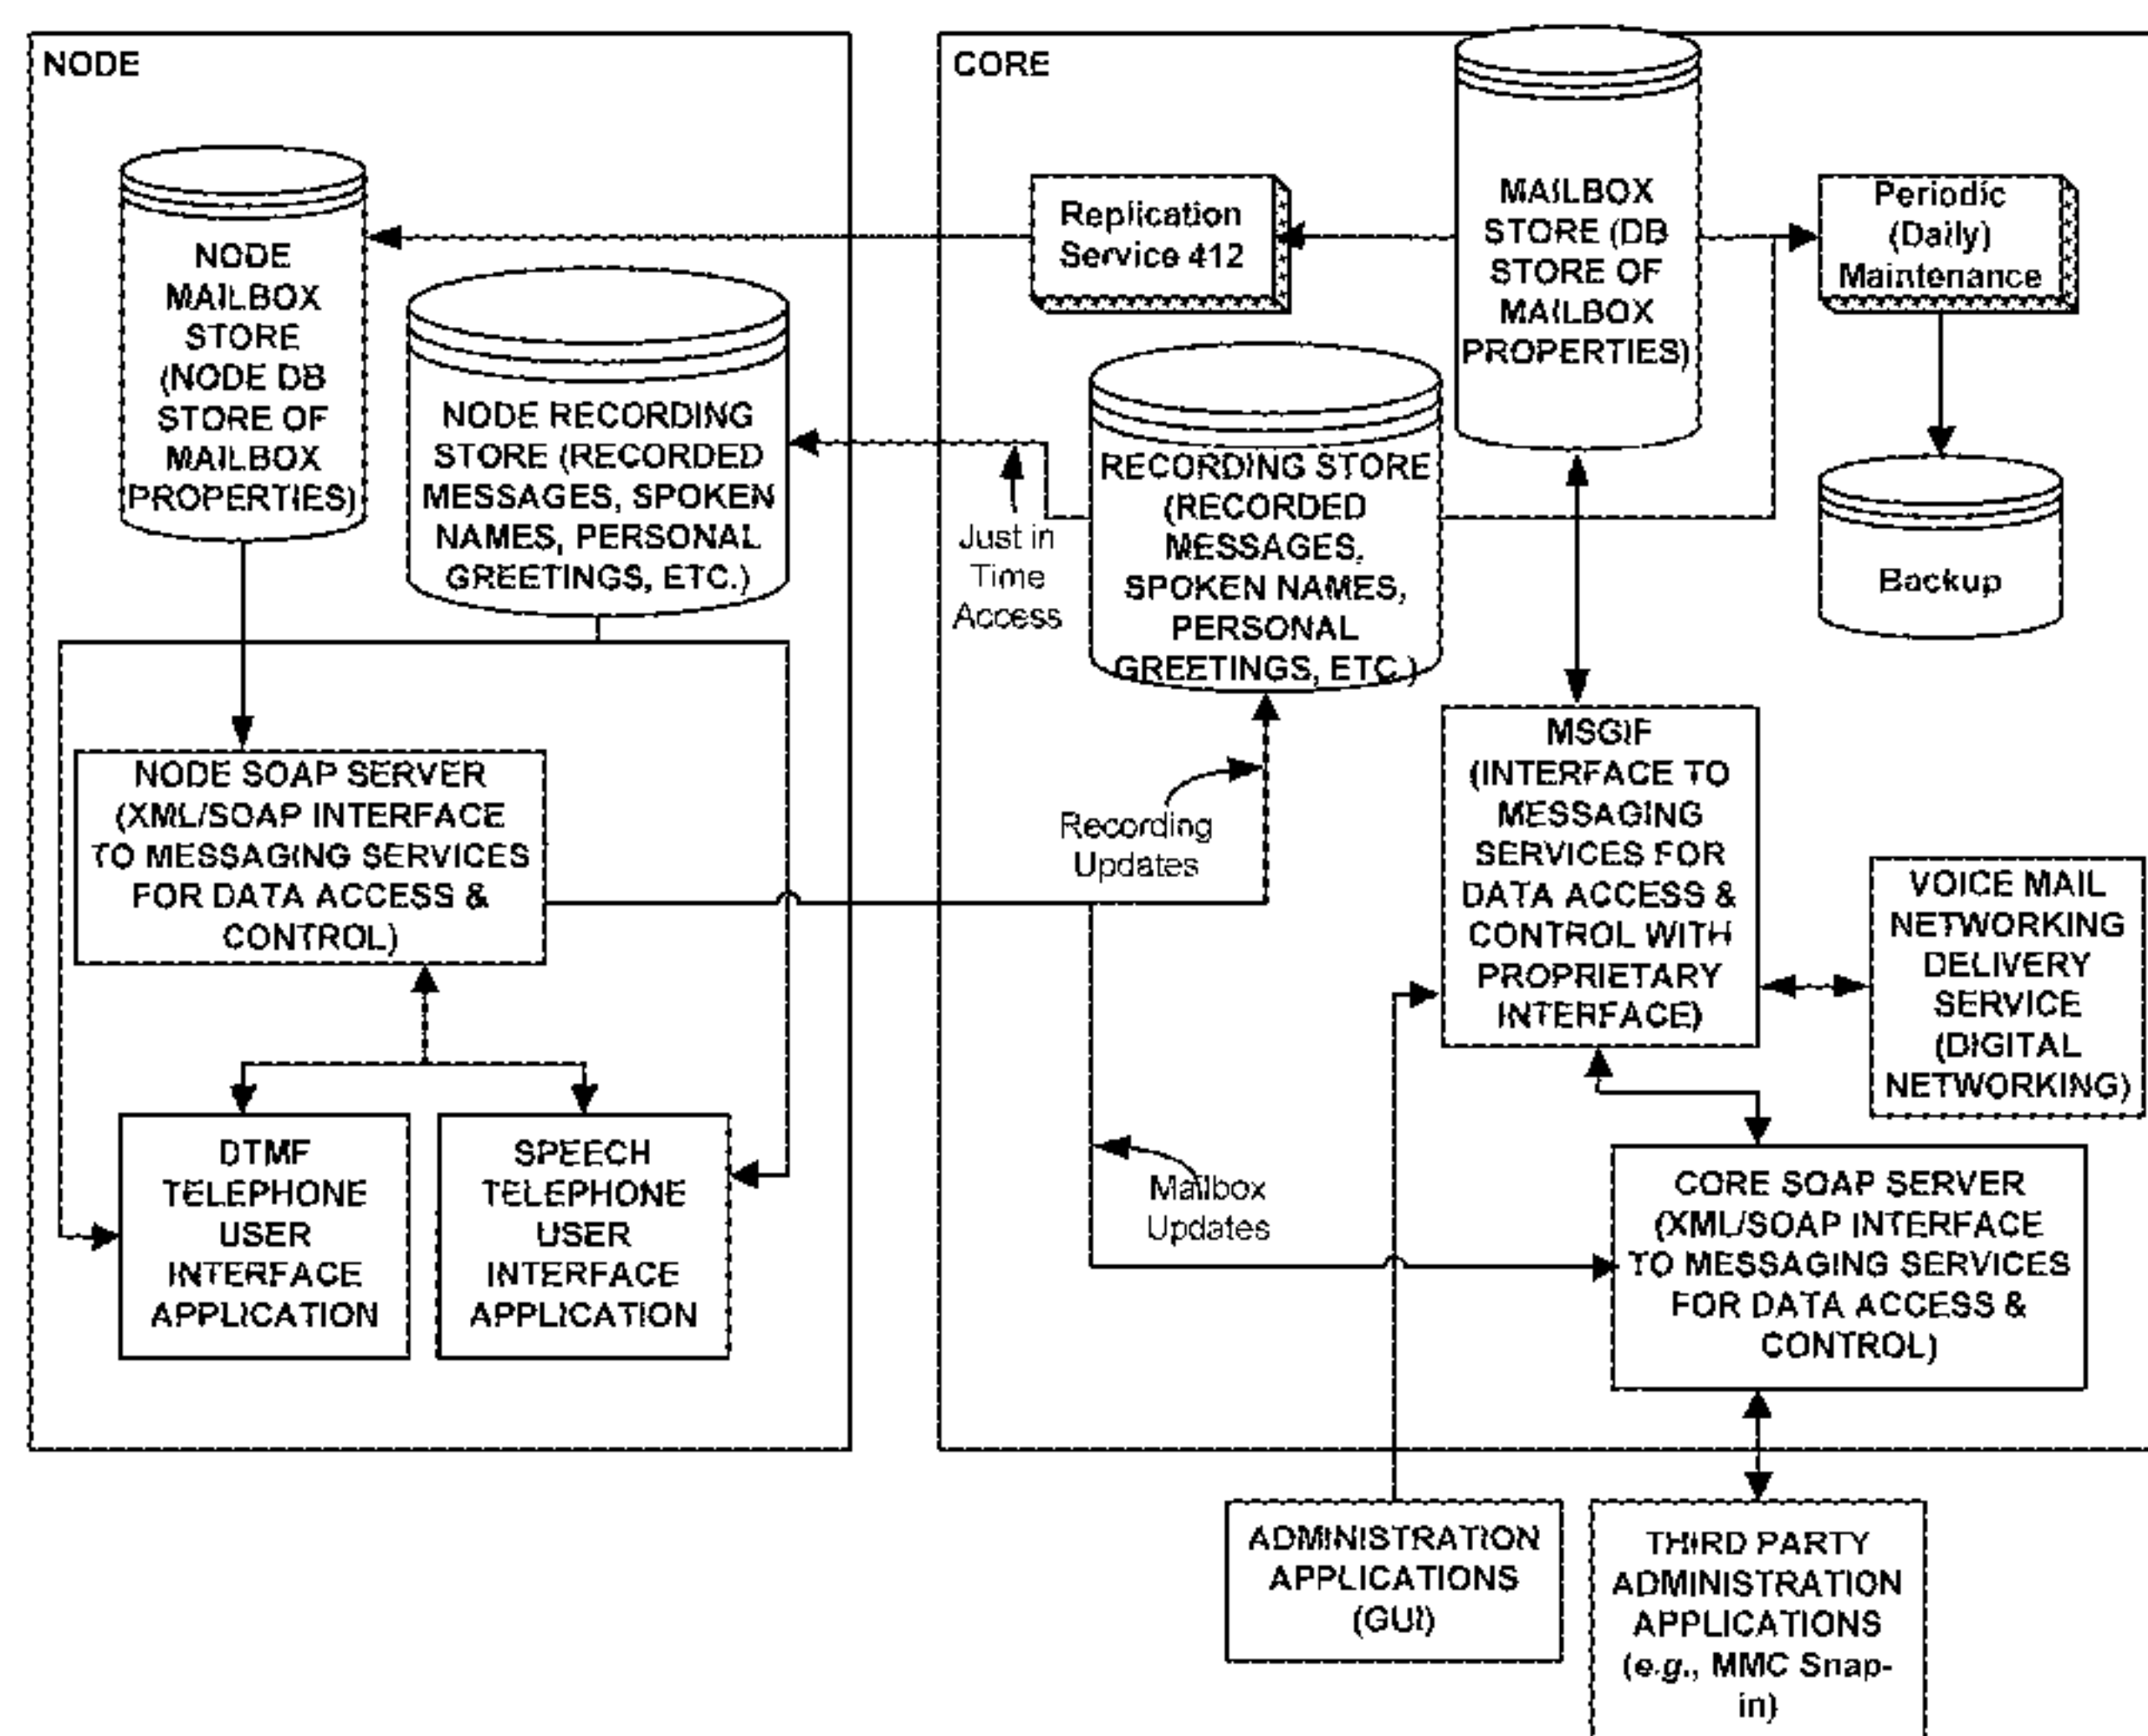 NODE
NODE
MAILBOX
STORE
(NODE DB
STORE OF
MAILBOX
PROPERTIES)
NODE RECORDING
STORE (RECORDED
MESSAGES, SPOKEN
NAMES, PERSONAL
GREETINGS, ETC.)
NODE SOAP SERVER
(XML/SOAP INTERFACE
TO MESSAGING SERVICES
FOR DATA ACCESS &
CONTROL)
DTMF
TELEPHONE
USER
INTERFACE
APPLICATION
SPEECH
TELEPHONE
USER
INTERFACE
APPLICATION
CORE
Replication
Service 412
MAILBOX
STORE (DB
STORE OF
MAILBOX
PROPERTIES)
Periodic
(Daily)
Maintenance
Backup
Just in
Time
Access
RECORDING STORE
(RECORDED
MESSAGES,
SPOKEN NAMES,
PERSONAL
GREETINGS, ETC.)
Recording
Updates
MSGIF
(INTERFACE TO
MESSAGING
SERVICES FOR
DATA ACCESS &
CONTROL WITH
PROPRIETARY
INTERFACE)
VOICE MAIL
NETWORKING
DELIVERY
SERVICE
(DIGITAL
NETWORKING)
Mailbox
Updates
CORE SOAP SERVER
(XML/SOAP INTERFACE
TO MESSAGING SERVICES
FOR DATA ACCESS &
CONTROL)
ADMINISTRATION
APPLICATIONS
(GUI)
THIRD PARTY
ADMINISTRATION
APPLICATIONS
(e.g., MMC Snap-
in)